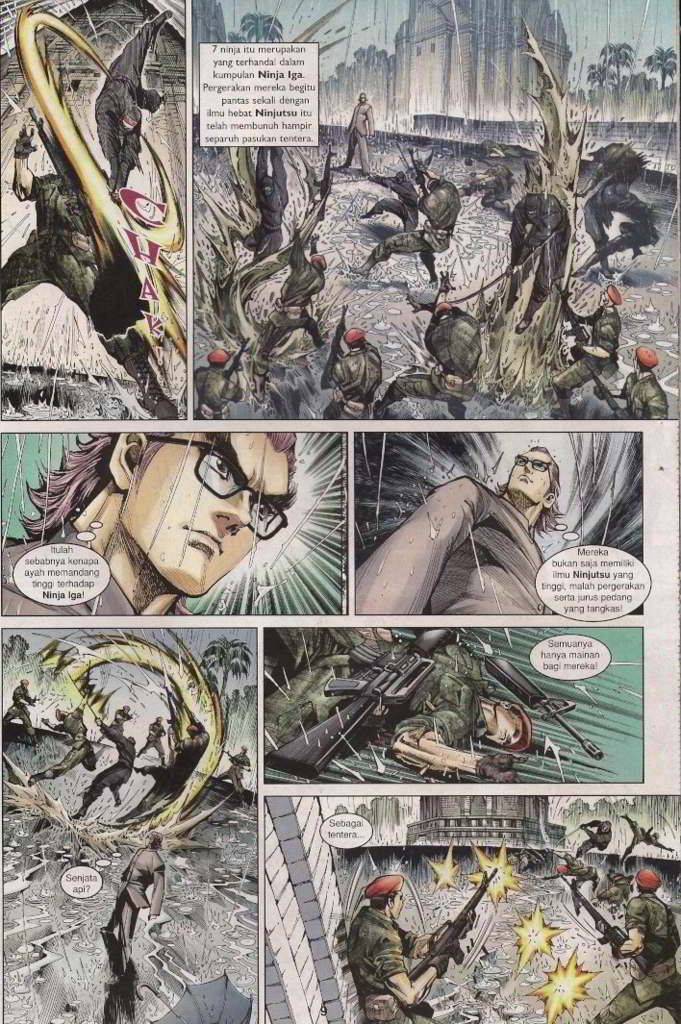 7 ninja itu merupakan
yang terhandal dalam
kumpulan Ninja Iga.
Pergerakan mereka begitu
pantas sekali dengan
ilmu hebat Ninjutsu itu
telah membunuh hampir
separuh pasukan tentera.
CHAK
Itulah
sebabnya kenapa
ayah memandang
tinggi terhadap
Ninja Iga!
Mereka
bukan saja memiliki
ilmu Ninjutsu yang
tinggi, malah pergerakan
serta jurus pedang
yang tangkas!
Semuanya
hanya mainan
bagi mereka!
Senjata
api?
Sebagai
tentera...
9